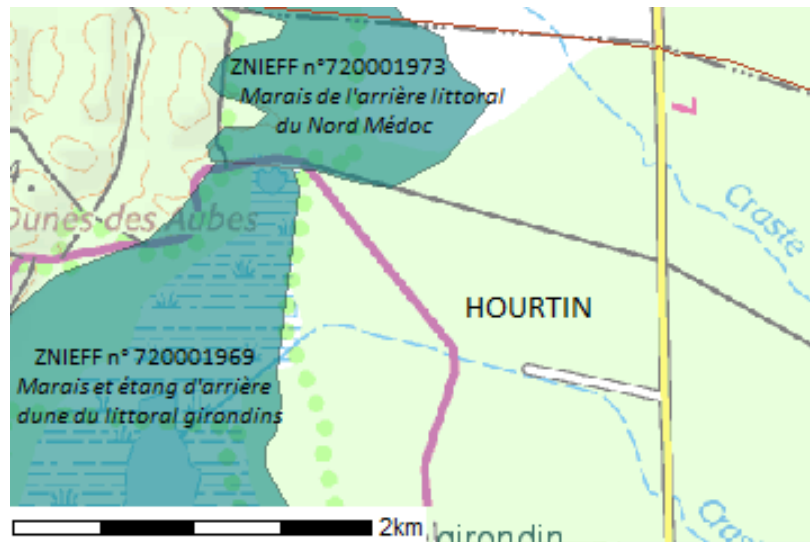 ZNIEFF n°720001973
Marais de l'arrière littoral
du Nord Médoc
Craste
Dunes des Aubes
HOURTIN
ZNIEFF n° 720001969
Marais et étang d'arrière
dune du littoral girondins
2km
girondin